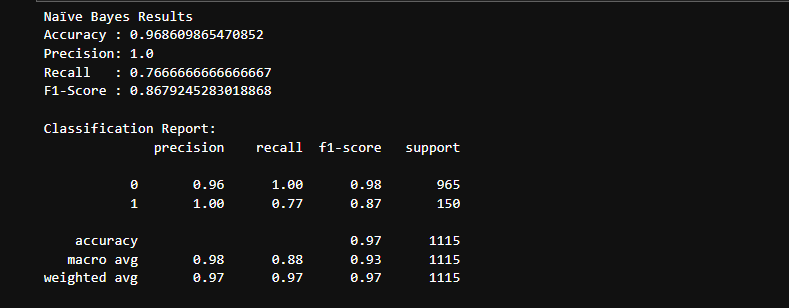 Naïve Bayes Results
Accuracy : 0.968609865470852
Precision: 1.0
Recall   : 0.7666666666666667
F1-Score : 0.8679245283018868

Classification Report:
              precision    recall  f1-score   support

           0       0.96      1.00      0.98       965
           1       1.00      0.77      0.87       150

    accuracy                           0.97      1115
   macro avg       0.98      0.88      0.93      1115
weighted avg       0.97      0.97      0.97      1115